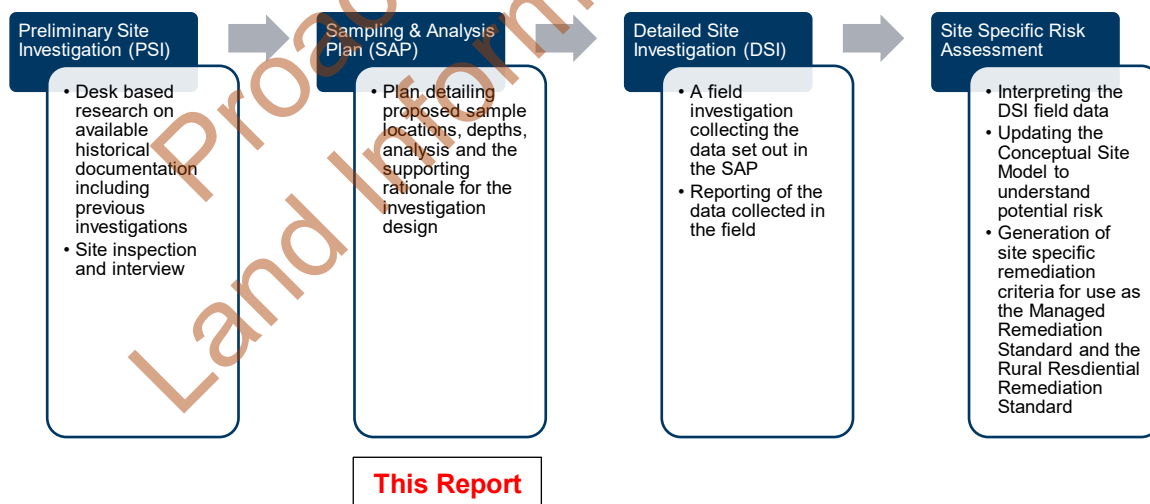 Preliminary Site
Investigation (PSI)
• Desk based
research on
available
historical
documentation
including
previous
investigations
• Site inspection
and interview
Sampling & Analysis
Plan (SAP)
• Plan detailing
proposed sample
locations, depths,
analysis and the
supporting
rationale for the
investigation
design
Detailed Site
Investigation (DSI)
• A field
investigation
collecting the
data set out in
the SAP
• Reporting of the
data collected in
the field
Site Specific Risk
Assessment
• Interpreting the
DSI field data
• Updating the
Conceptual Site
Model to
understand
potential risk
• Generation of
site specific
remediation
criteria for use as
the Managed
Remediation
Standard and the
Rural Resdiential
Remediation
Standard
This Report
Land